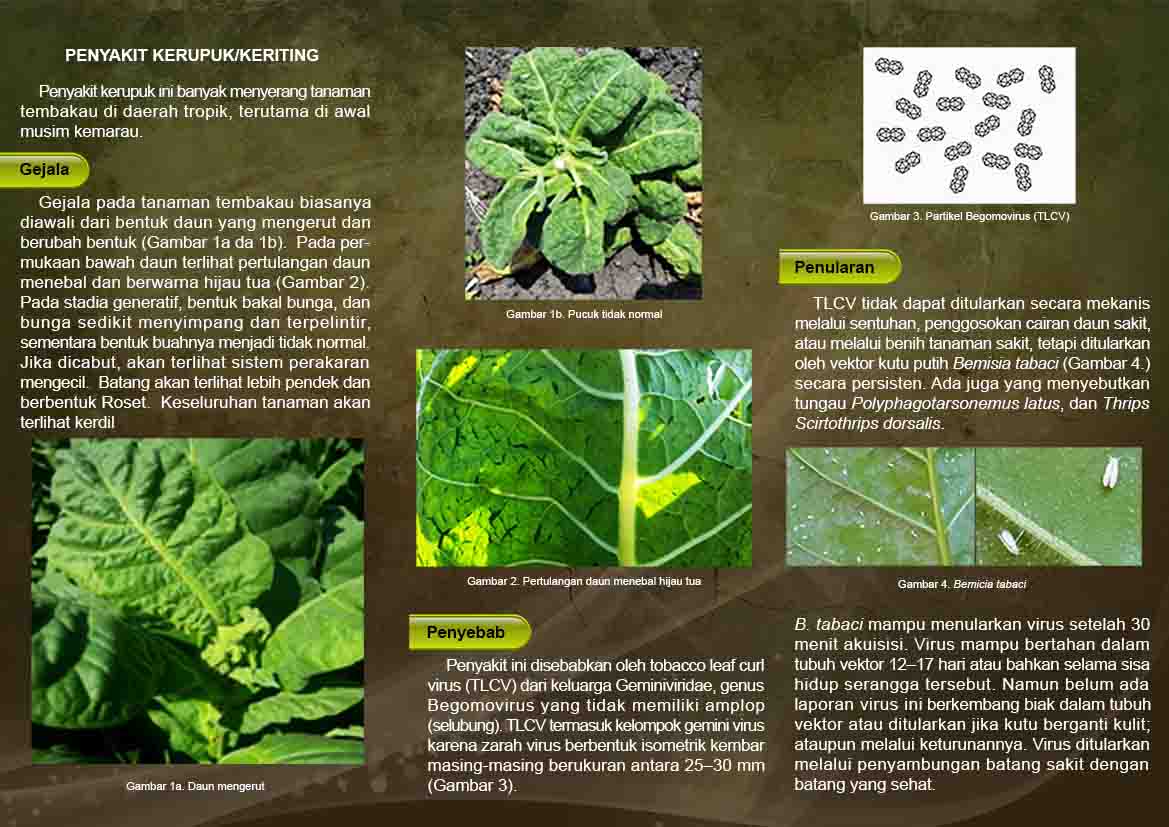 PENYAKIT KERUPUK/KERITING
Penyakit kerupuk ini banyak menyerang tanaman
tembakau di daerah tropik, terutama di awal
musim kemarau.
Gejala
Gejala pada tanaman tembakau biasanya
diawali dari bentuk daun yang mengerut dan
berubah bentuk (Gambar 1a da 1b). Pada per-
mukaan bawah daun terlihat pertulangan daun
menebal dan berwarna hijau tua (Gambar 2).
Pada stadia generatif, bentuk bakal bunga, dan
bunga sedikit menyimpang dan terpelintir,
sementara bentuk buahnya menjadi tidak normal.
Jika dicabut, akan terlihat sistem perakaran
mengecil. Batang akan terlihat lebih pendek dan
berbentuk Roset. Keseluruhan tanaman akan
terlihat kerdil
Gambar 1a. Daun mengerut
Gambar 1b. Pucuk tidak normal
Gambar 2. Pertulangan daun menebal hijau tua
Penyebab
Penyakit ini disebabkan oleh tobacco leaf curl
virus (TLCV) dari keluarga Geminiviridae, genus
Begomovirus yang tidak memiliki amplop
(selubung). TLCV termasuk kelompok gemini virus
karena zarah virus berbentuk isometrik kembar
masing-masing berukuran antara 25–30 mm
(Gambar 3).
Gambar 3. Partikel Begomovirus (TLCV)
Penularan
TLCV tidak dapat ditularkan secara mekanis
melalui sentuhan, penggosokan cairan daun sakit,
atau melalui benih tanaman sakit, tetapi ditularkan
oleh vektor kutu putih Bemisia tabaci (Gambar 4.)
secara persisten. Ada juga yang menyebutkan
tungau Polyphagotarsonemus latus, dan Thrips
Scirtothrips dorsalis.
Gambar 4. Bemicia tabaci
B. tabaci mampu menularkan virus setelah 30
menit akuisisi. Virus mampu bertahan dalam
tubuh vektor 12–17 hari atau bahkan selama sisa
hidup serangga tersebut. Namun belum ada
laporan virus ini berkembang biak dalam tubuh
vektor atau ditularkan jika kutu berganti kulit;
ataupun melalui keturunannya. Virus ditularkan
melalui penyambungan batang sakit dengan
batang yang sehat.